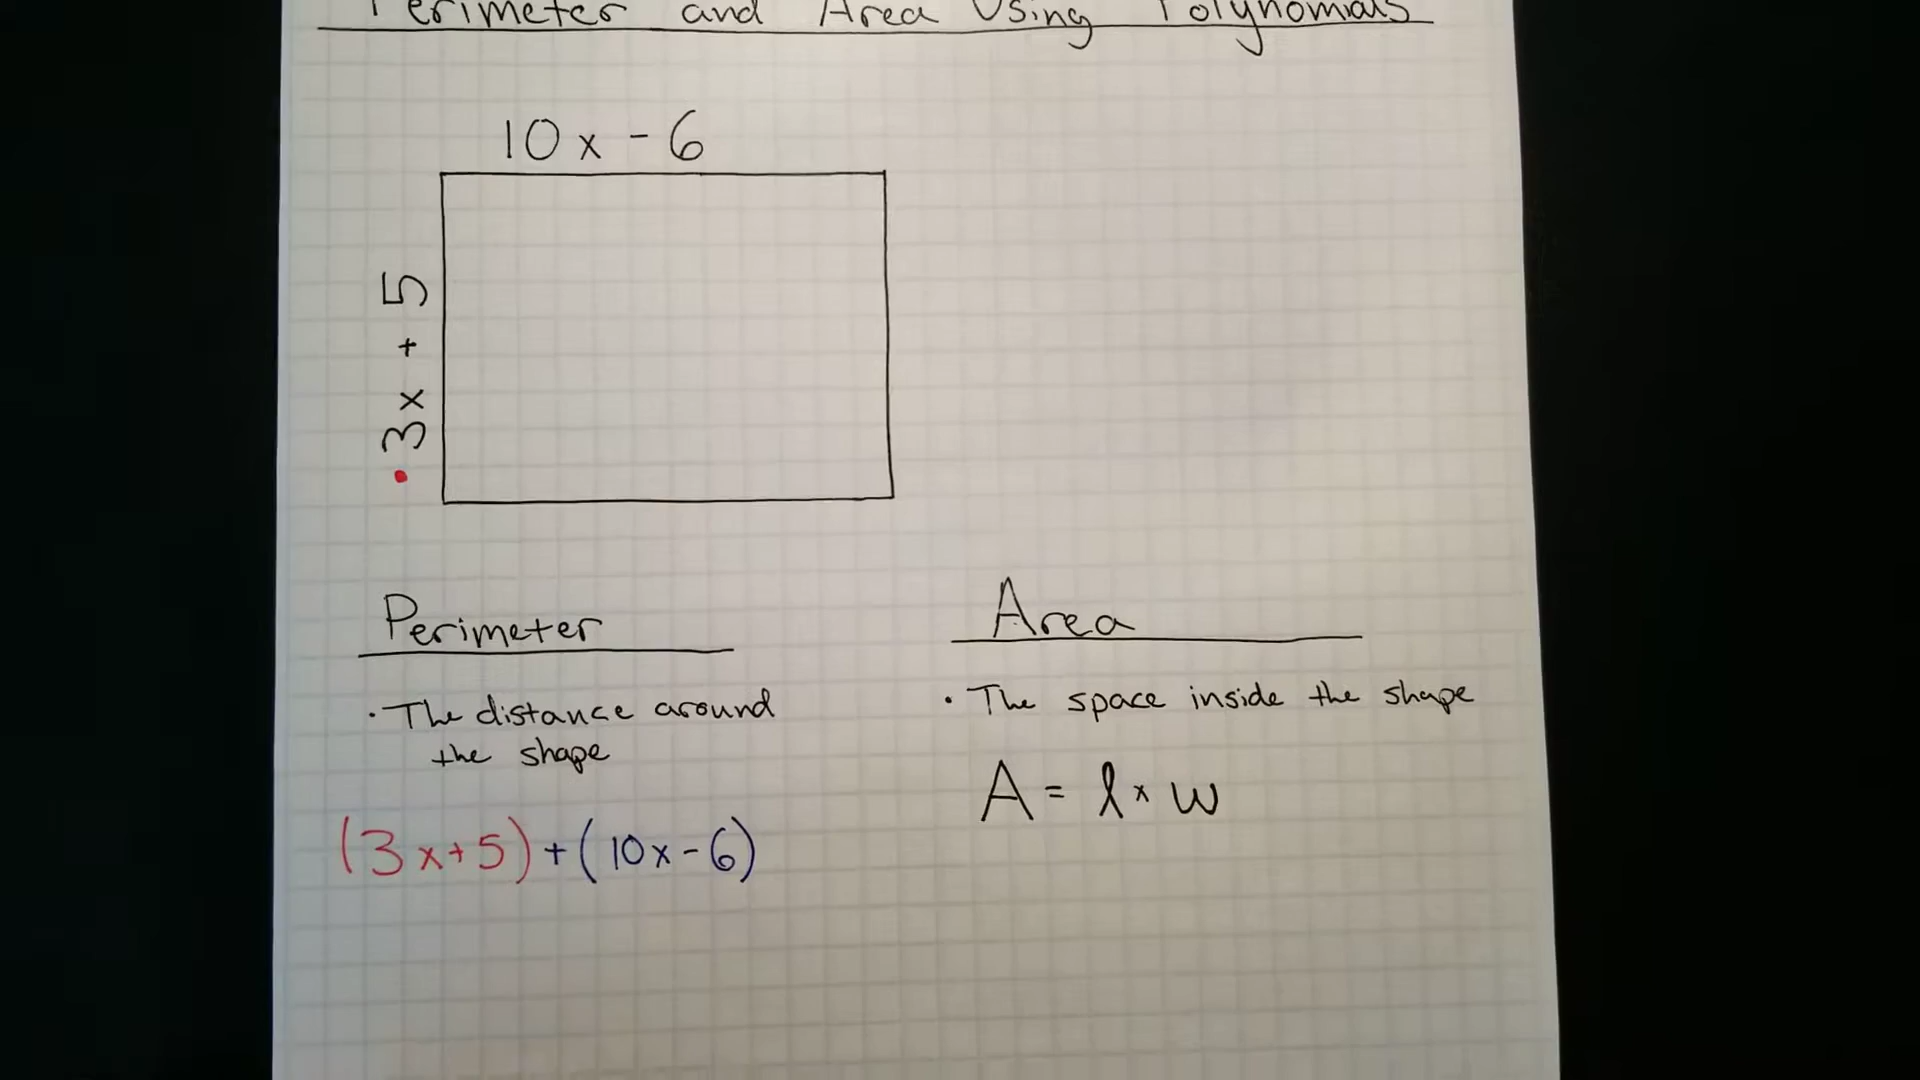 Perimeter and Area Using Polynomials
10x - 6
3x + 5
Perimeter
Area
· The distance around
the shape
· The space inside the shape
A = l × w
(3x+5)+(10x-6)